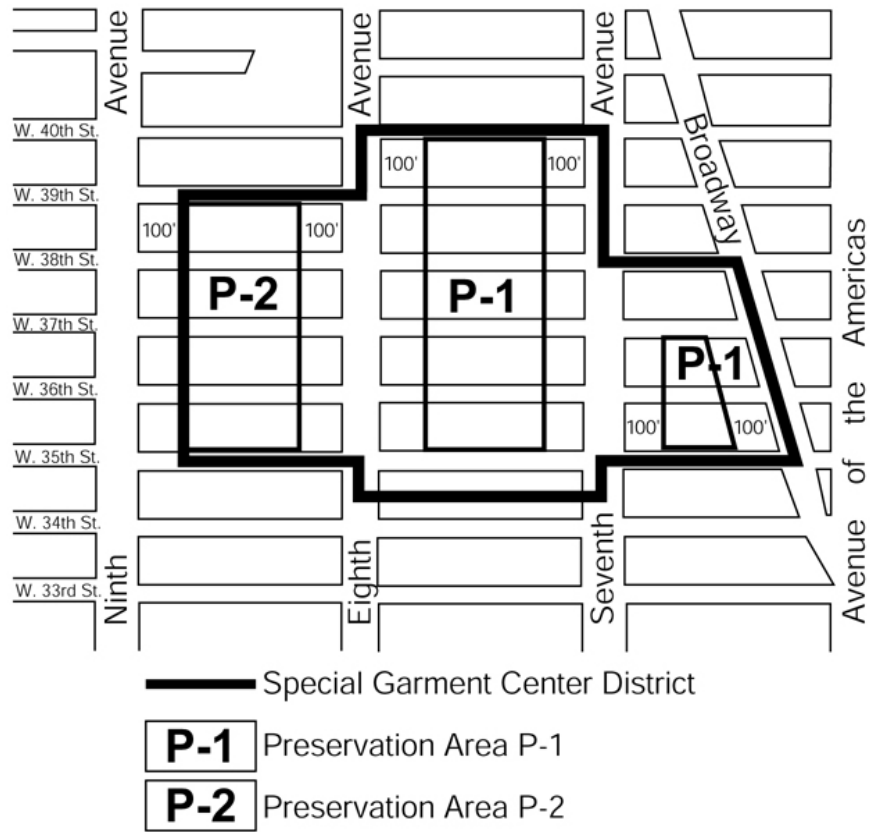 Avenue
Avenue
Avenue
W. 40th St.
Broadway
100'
100'
W. 39th St.
100'
100'
W. 38th St.
P-2
P-1
W. 37th St.
P-1
W. 36th St.
100'
100'
W. 35th St.
W. 34th St.
W. 33rd St.
Ninth
Eighth
Seventh
Avenue of the Americas
Special Garment Center District
P-1 Preservation Area P-1
P-2 Preservation Area P-2